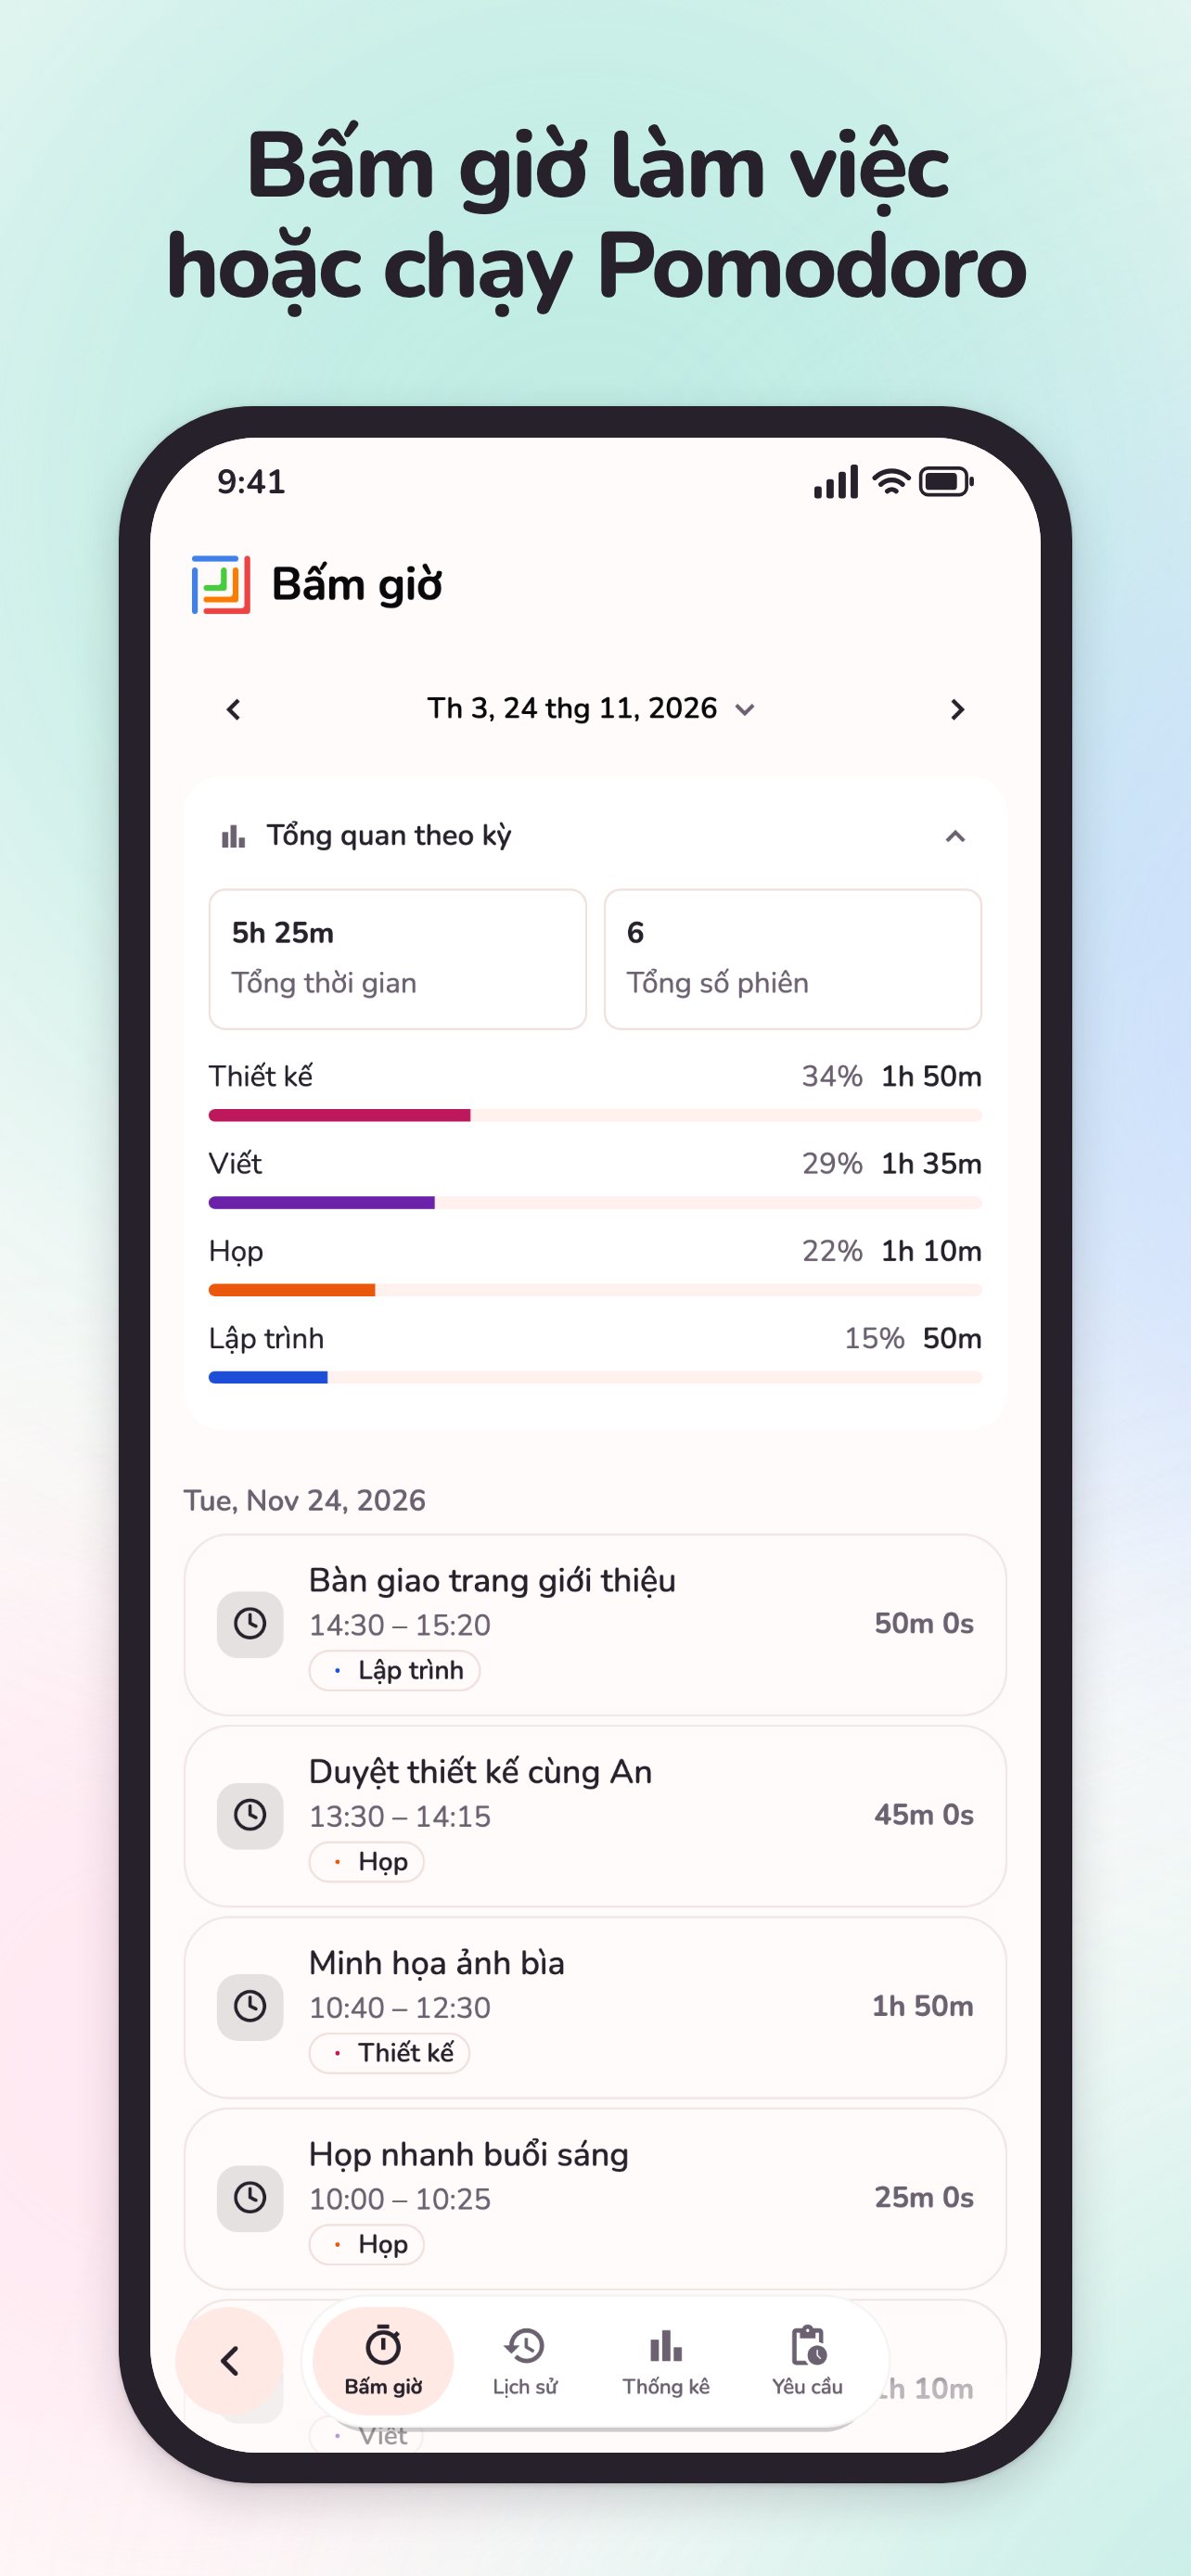 Bấm giờ làm việc
hoặc chạy Pomodoro
9:41
Bấm giờ
Th 3, 24 thg 11, 2026
Tổng quan theo kỳ
5h 25m
Tổng thời gian
6
Tổng số phiên
Thiết kế 34% 1h 50m
Viết 29% 1h 35m
Họp 22% 1h 10m
Lập trình 15% 50m
Tue, Nov 24, 2026
Bàn giao trang giới thiệu
14:30 – 15:20
50m 0s
Lập trình
Duyệt thiết kế cùng An
13:30 – 14:15
45m 0s
Họp
Minh họa ảnh bìa
10:40 – 12:30
1h 50m
Thiết kế
Họp nhanh buổi sáng
10:00 – 10:25
25m 0s
Họp
Bấm giờ
Lịch sử
Thống kê
Yêu cầu
h 10m
Viết